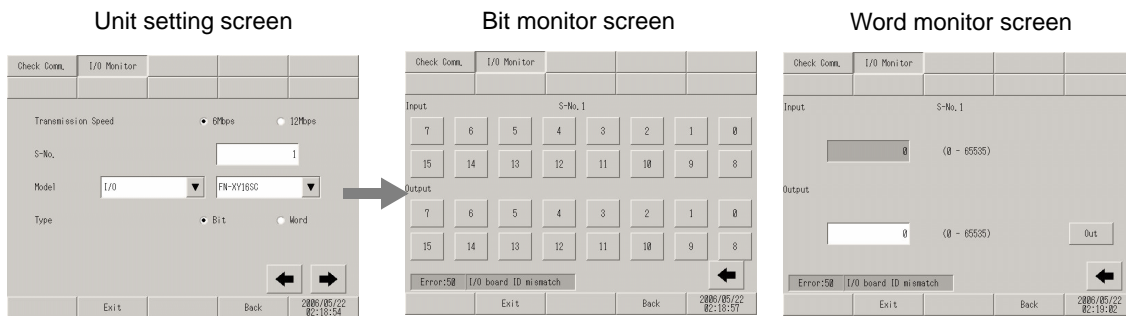 Unit setting screen
Check Comm. I/O Monitor
Transmission Speed 6Mbps 12Mbps
S-No. 1
Model I/O FN-XY16SC
Type Bit Word
Exit Back 2006/05/22
02:18:54
Bit monitor screen
Check Comm. I/O Monitor
Input S-No.1
7 6 5 4 3 2 1 0
15 14 13 12 11 10 9 8
Output
7 6 5 4 3 2 1 0
15 14 13 12 11 10 9 8
Error:50 I/O board ID mismatch
Exit Back 2006/05/22
02:18:57
Word monitor screen
Check Comm. I/O Monitor
Input S-No.1
0 (0 - 65535)
Output
0 (0 - 65535) Out
Error:50 I/O board ID mismatch
Exit Back 2006/05/22
02:19:02